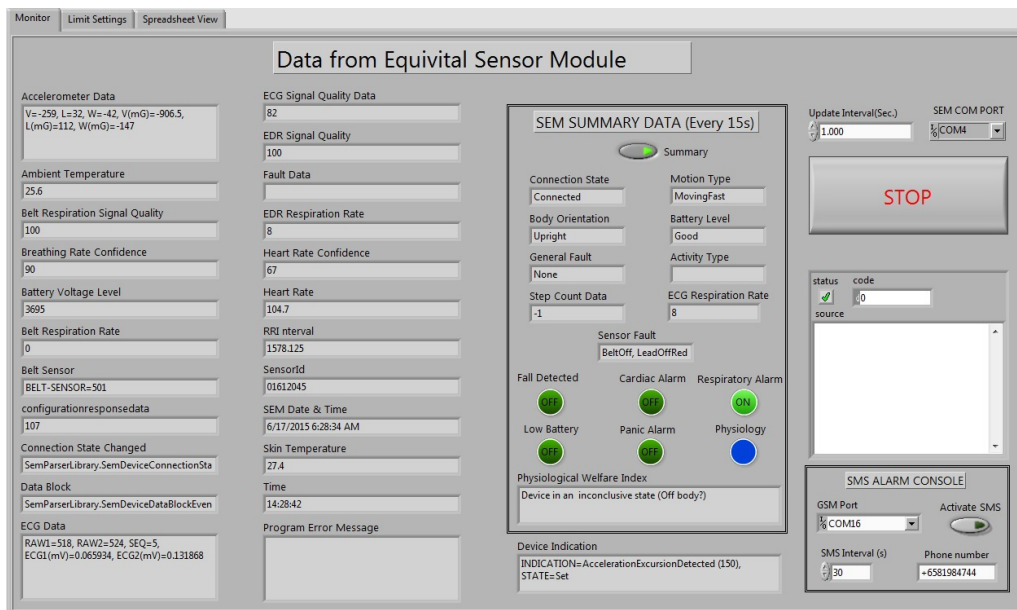 Monitor
Limit Settings
Spreadsheet View
Data from Equivital Sensor Module
Accelerometer Data
V=-259, L=32, W=-42, V(mG)=-906.5,
L(mG)=112, W(mG)=-147
Ambient Temperature
25.6
Belt Respiration Signal Quality
100
Breathing Rate Confidence
90
Battery Voltage Level
3695
Belt Respiration Rate
0
Belt Sensor
BELT-SENSOR=501
configurationresponsedata
107
Connection State Changed
SemParserLibrary.SemDeviceConnectionSta
Data Block
SemParserLibrary.SemDeviceDataBlockEven
ECG Data
RAW1=518, RAW2=524, SEQ=5,
ECG1(mV)=0.065934, ECG2(mV)=0.131868
ECG Signal Quality Data
82
EDR Signal Quality
100
Fault Data
EDR Respiration Rate
8
Heart Rate Confidence
67
Heart Rate
104.7
RRI nterval
1578.125
SensorId
01612045
SEM Date & Time
6/17/2015 6:28:34 AM
Skin Temperature
27.4
Time
14:28:42
Program Error Message
SEM SUMMARY DATA (Every 15s)
Summary
Connection State
Connected
Motion Type
MovingFast
Body Orientation
Upright
Battery Level
Good
General Fault
None
Activity Type
Step Count Data
-1
ECG Respiration Rate
8
Sensor Fault
BeltOff, LeadOffRed
Fall Detected
OFF
Cardiac Alarm
OFF
Respiratory Alarm
ON
Low Battery
OFF
Panic Alarm
OFF
Physiology
Physiological Welfare Index
Device in an inconclusive state (Off body?)
Device Indication
INDICATION=AccelerationExcursionDetected (150),
STATE=Set
Update Interval(Sec.)
1.000
SEM COM PORT
COM4
STOP
status
code
0
source
SMS ALARM CONSOLE
GSM Port
COM16
Activate SMS
SMS Interval (s)
30
Phone number
+6581984744